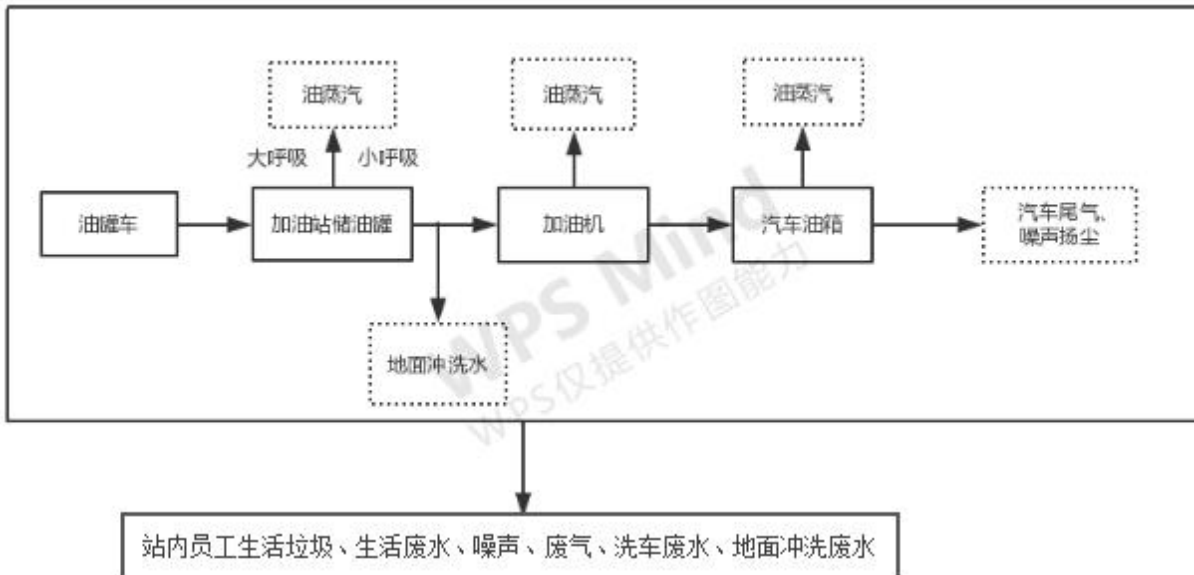 油蒸汽
油蒸汽
油蒸汽
大呼吸
小呼吸
油罐车
加油站储油罐
加油机
汽车油箱
汽车尾气、
噪声扬尘
地面冲洗水
WPS Mind
WPS仅提供作图能力
站内员工生活垃圾、生活废水、噪声、废气、洗车废水、地面冲洗废水